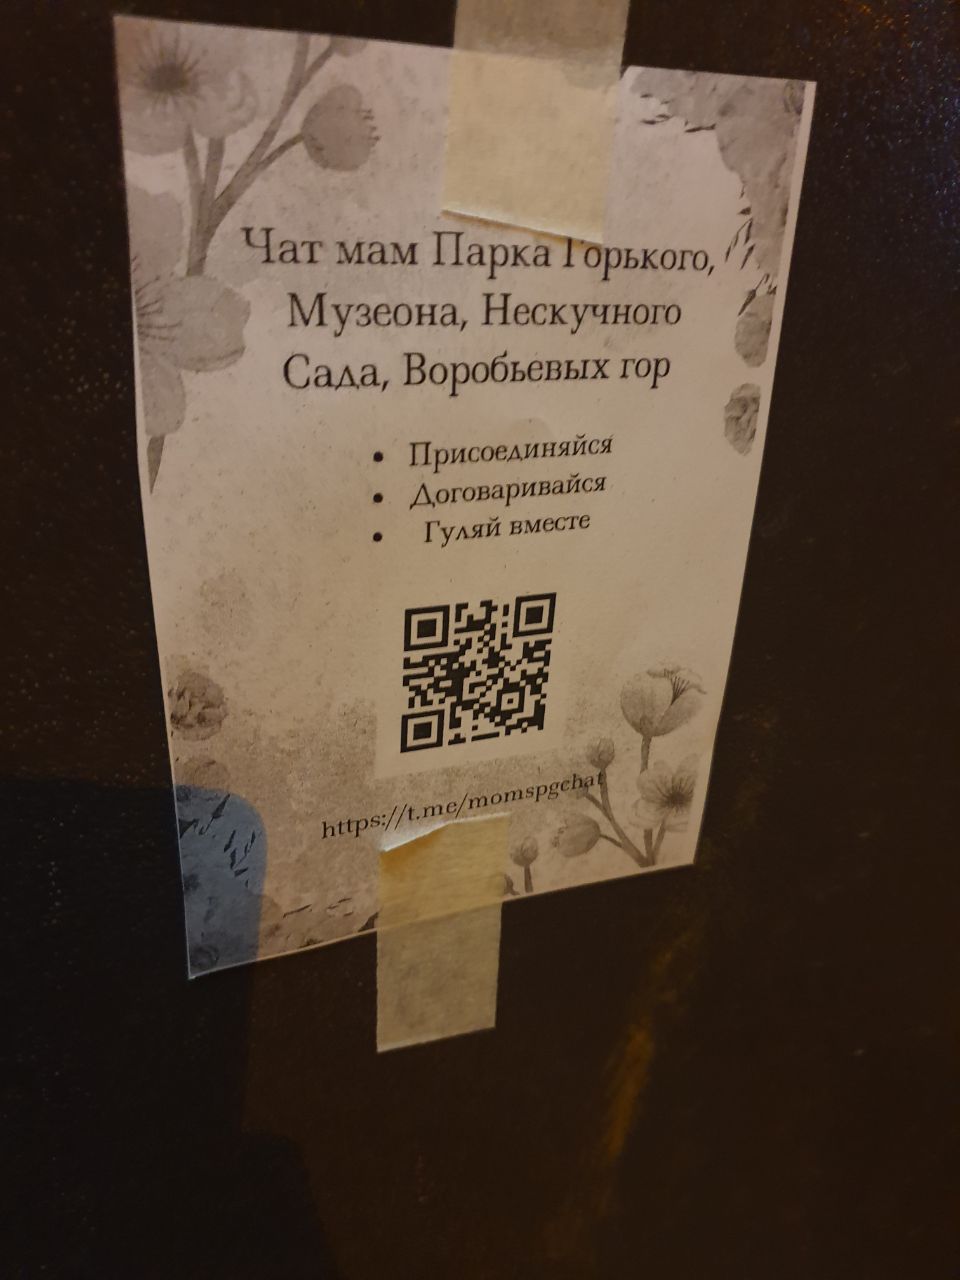 Чат мам Парка Горького,
Музеона, Нескучного
Сада, Воробьевых гор
• Присоединяйся
• Договаривайся
• Гуляй вместе
https://t.me/momspgchat